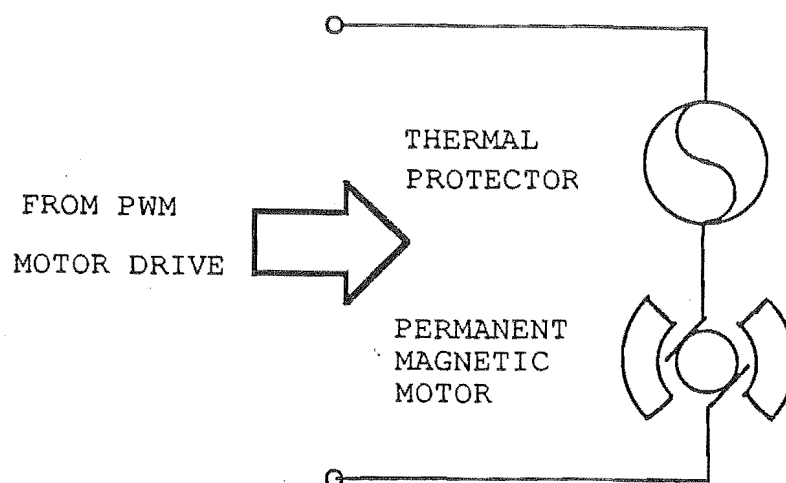 THERMAL
PROTECTOR
FROM PWM
MOTOR DRIVE
PERMANENT
MAGNETIC
MOTOR